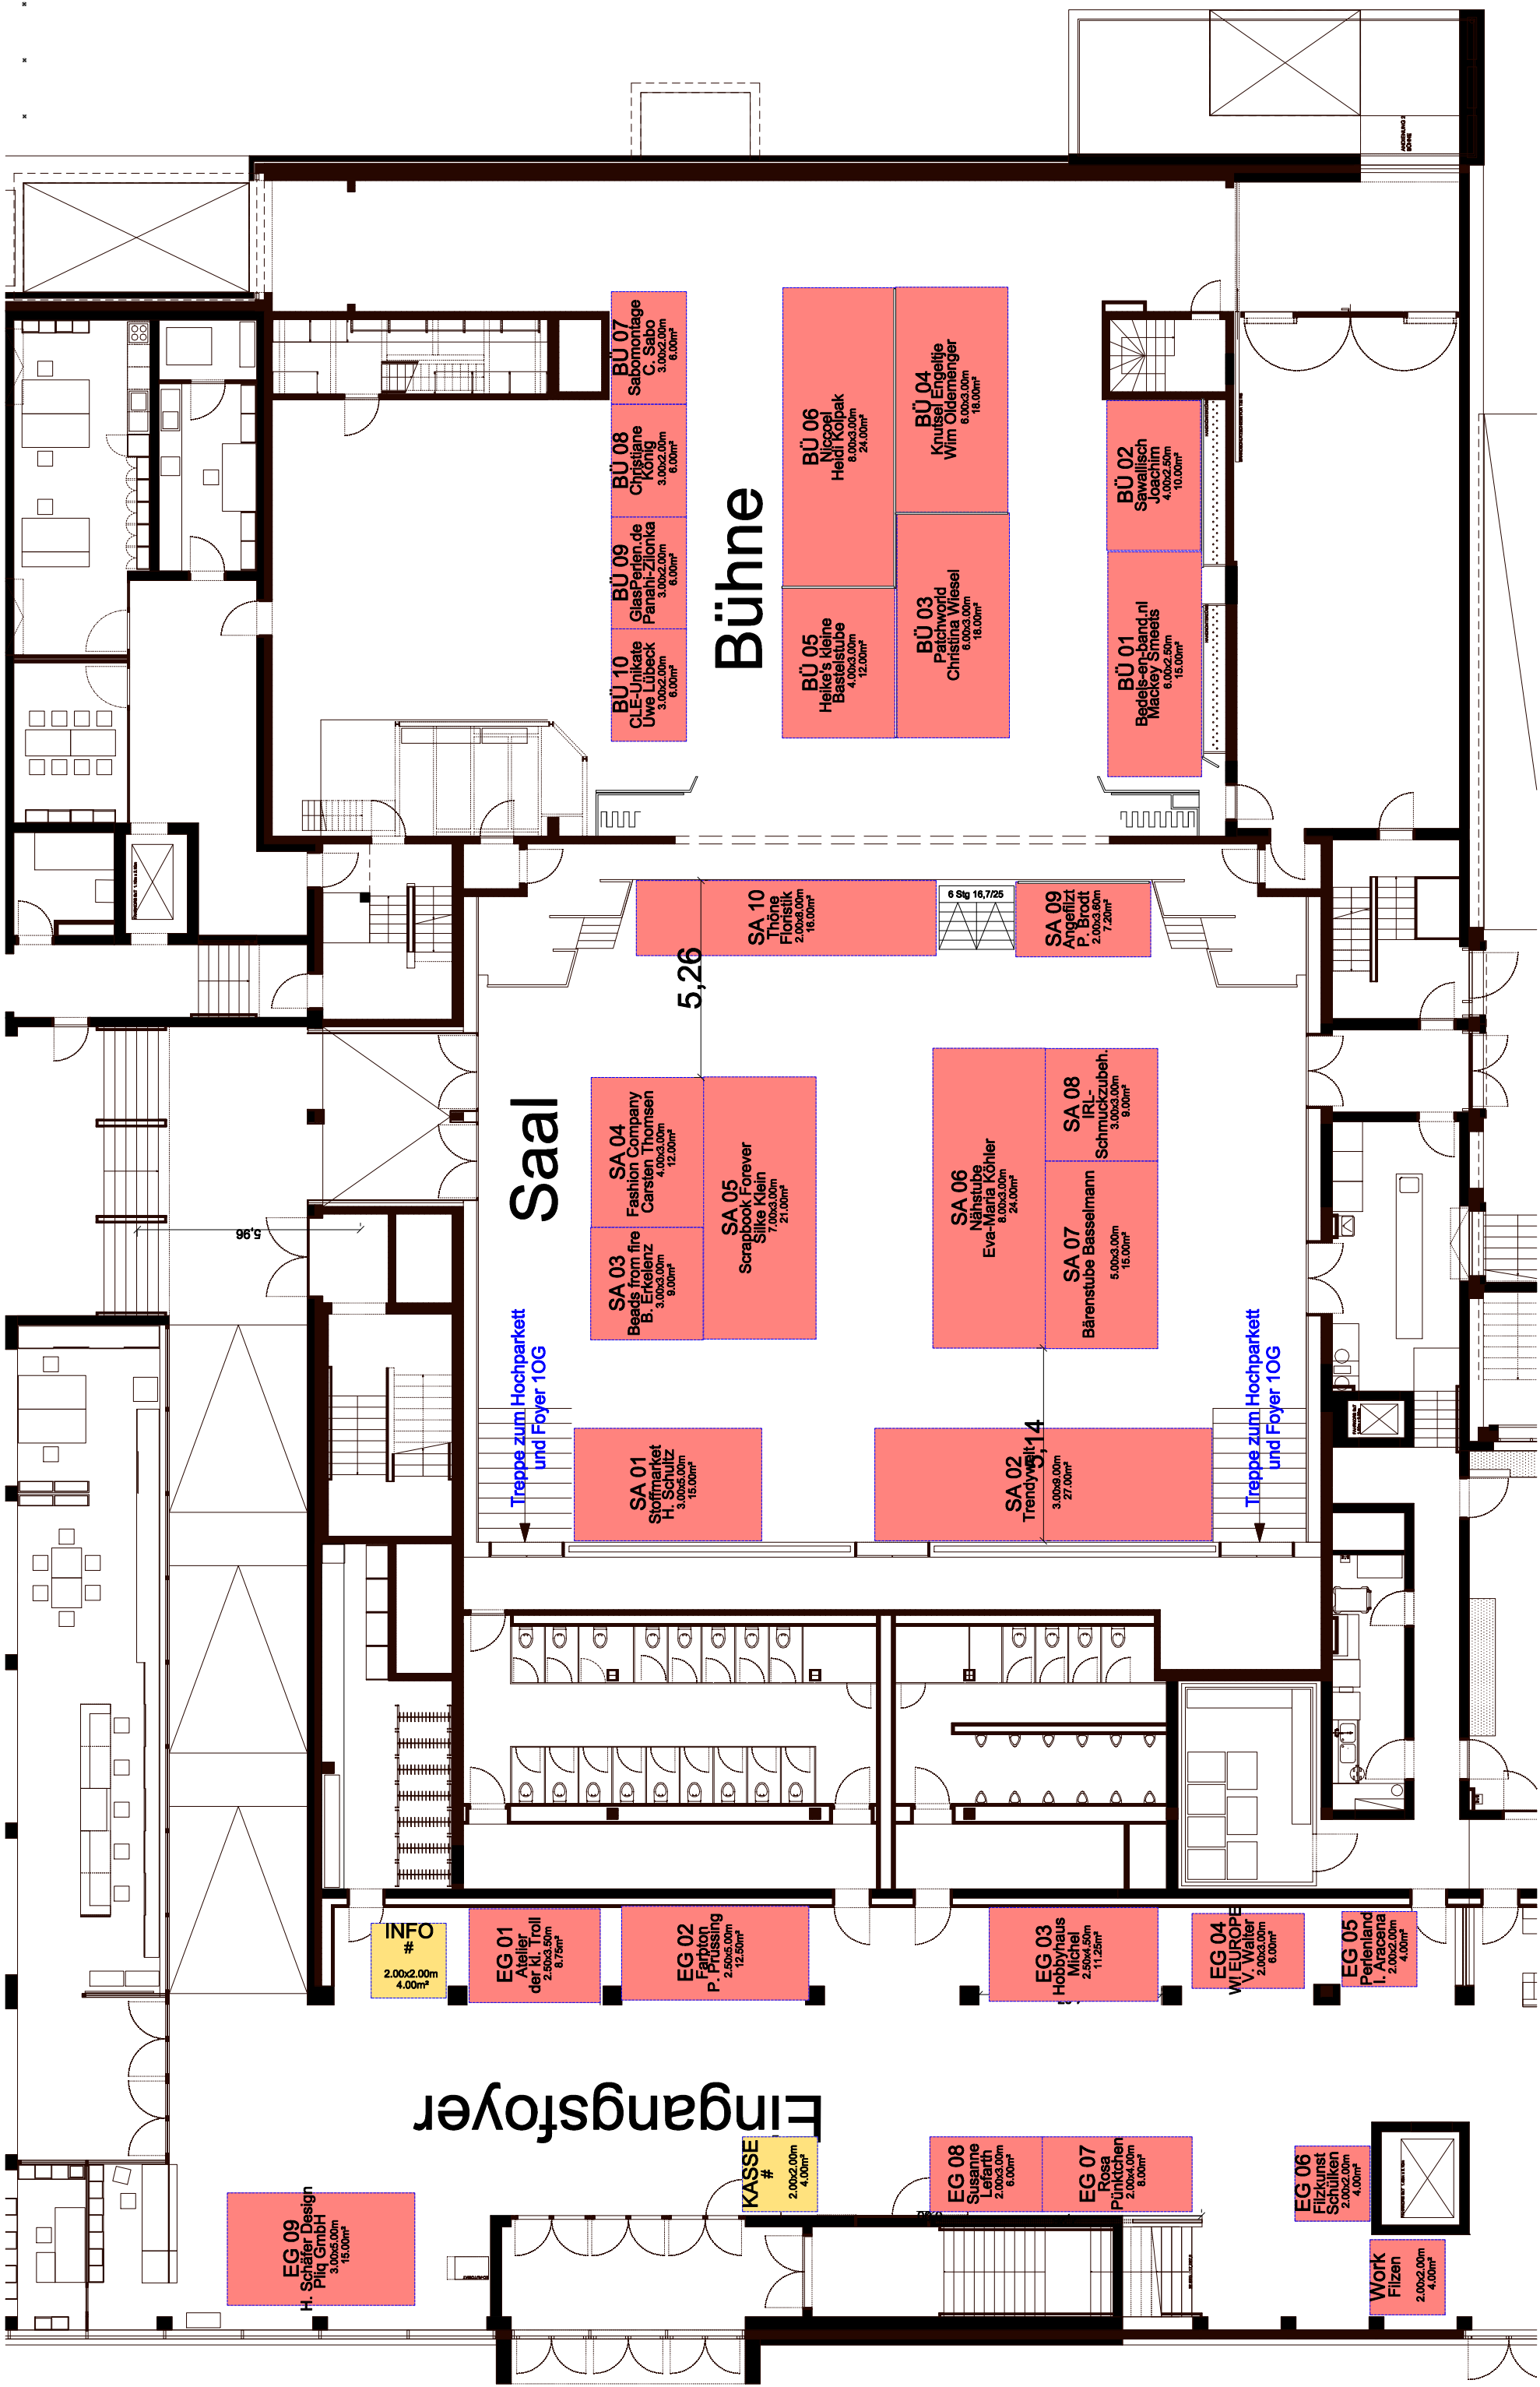 BÜ 07
Sabomontage
C. Sabo
3.00x2.00m
6.00m²
BÜ 08
Christiane
König
3.00x2.00m
6.00m²
BÜ 09
GlasPerlen.de
Panahi-Zilonka
3.00x2.00m
6.00m²
BÜ 10
CLE-Unikate
Uwe Lübeck
3.00x2.00m
6.00m²
Bühne
BÜ 06
Niccoel
Heidi Kolpak
8.00x3.00m
24.00m²
BÜ 05
Heike's kleine
Bastelstube
4.00x3.00m
12.00m²
BÜ 04
Knutsel Engeltje
Wim Oldemenger
6.00x3.00m
18.00m²
BÜ 03
Patchworld
Christina Wiesel
6.00x3.00m
18.00m²
BÜ 02
Sawallisch
Joachim
4.00x2.50m
10.00m²
BÜ 01
Bedels-en-band.nl
Mackey Smeets
6.00x2.50m
15.00m²
SA 10
Thöne
Floristik
2.00x8.00m
16.00m²
6 Stg 16,7/25
SA 09
Angefilzt
P. Brodt
2.00x3.60m
7.20m²
5,26
Saal
SA 04
Fashion Company
Carsten Thomsen
4.00x3.00m
12.00m²
SA 03
Beads from fire
B. Erkelenz
3.00x3.00m
9.00m²
SA 05
Scrapbook Forever
Silke Klein
7.00x3.00m
21.00m²
SA 06
Nähstube
Eva-Maria Köhler
8.00x3.00m
24.00m²
SA 08
IRL-
Schmuckzubeh.
3.00x3.00m
9.00m²
SA 07
Bärenstube Basselmann
5.00x3.00m
15.00m²
5,96
Treppe zum Hochparkett
und Foyer 1OG
Treppe zum Hochparkett
und Foyer 1OG
SA 01
Stoffmarket
H. Schultz
3.00x5.00m
15.00m²
SA 02
Trendywelt
3.00x9.00m
27.00m²
5,14
INFO
#
2.00x2.00m
4.00m²
EG 01
Atelier
der kl. Troll
2.50x3.50m
8.75m²
EG 02
Farbton
P. Prüssing
2.50x5.00m
12.50m²
EG 03
Hobbyhaus
Michel
2.50x4.50m
11.25m²
EG 04
WI EUROPE
V. Walter
2.00x3.00m
6.00m²
EG 05
Perlenland
I. Aracena
2.00x2.00m
4.00m²
Eingangsfoyer
KASSE
#
2.00x2.00m
4.00m²
EG 08
Susanne
Lefarth
2.00x3.00m
6.00m²
EG 07
Rosa
Pünktchen
2.00x4.00m
8.00m²
EG 06
Filzkunst
Schülken
2.00x2.00m
4.00m²
EG 09
H. Schäfer Design
Pliq GmbH
3.00x5.00m
15.00m²
Work
Filzen
2.00x2.00m
4.00m²